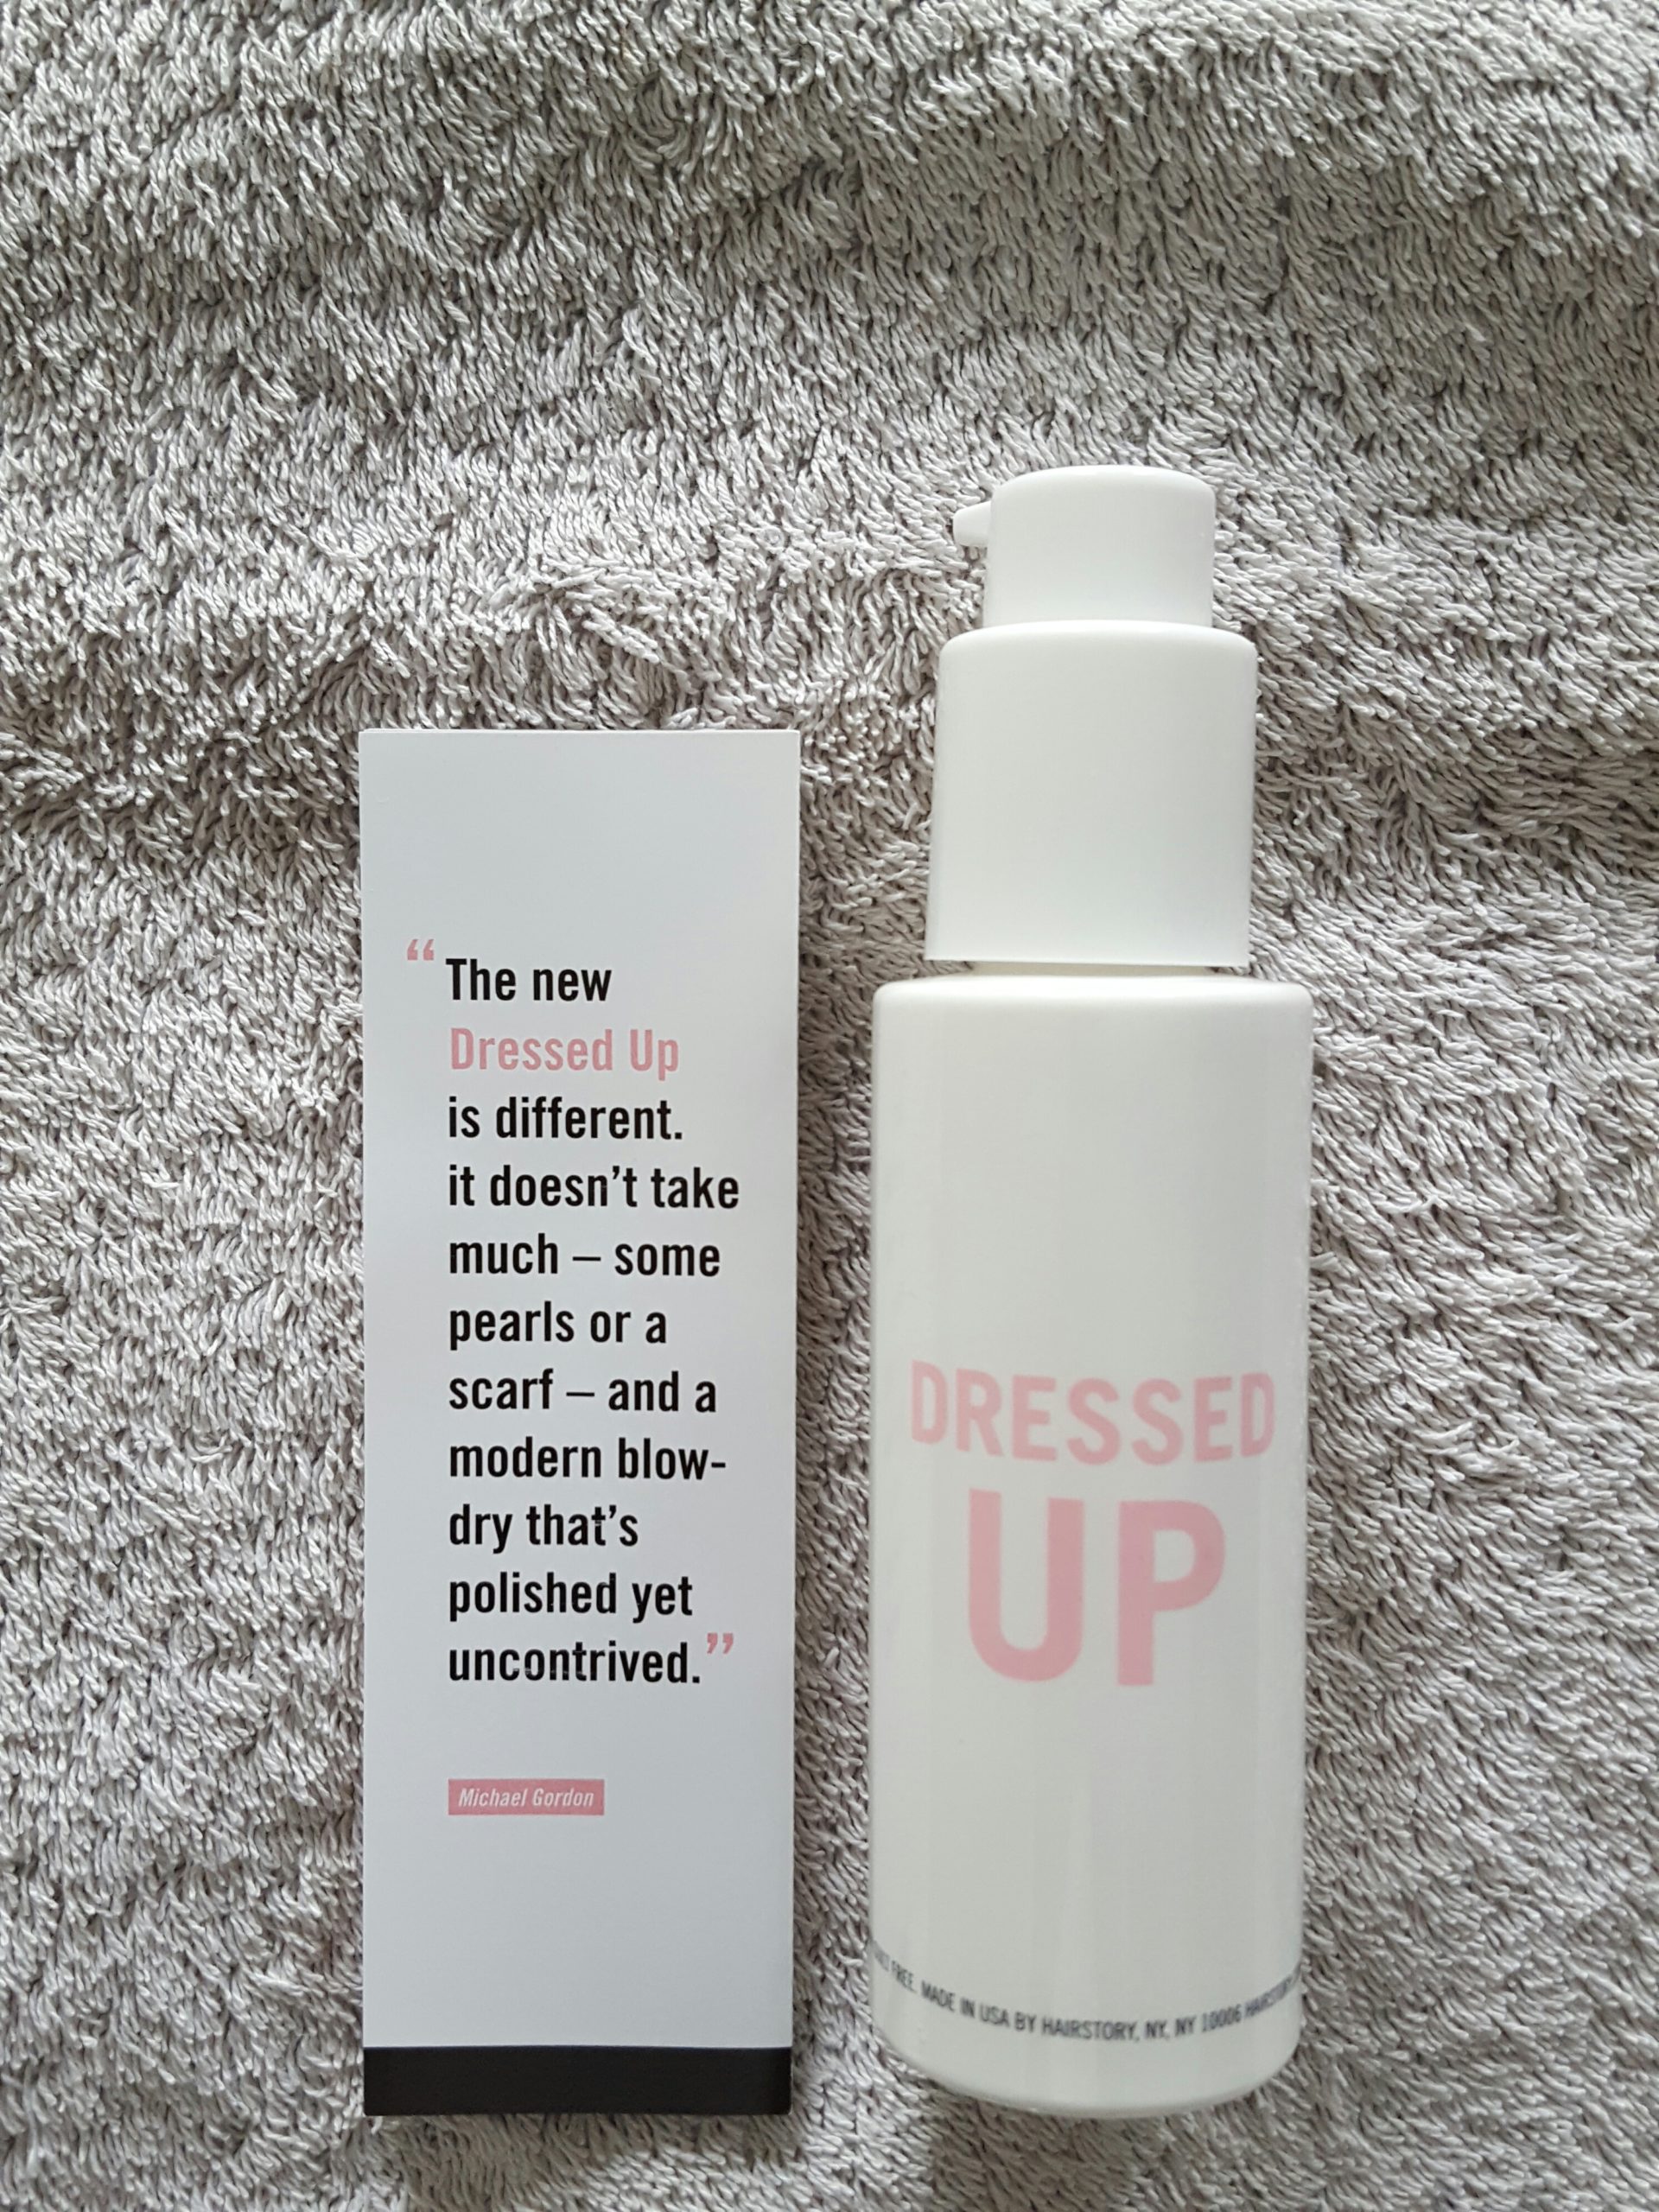 “The new
Dressed Up
is different.
it doesn’t take
much – some
pearls or a
scarf – and a
modern blow-
dry that’s
polished yet
uncontrived.”
Michael Gordon
DRESSED
UP
FREE. MADE IN USA BY HAIRSTORY, NY, NY 10006